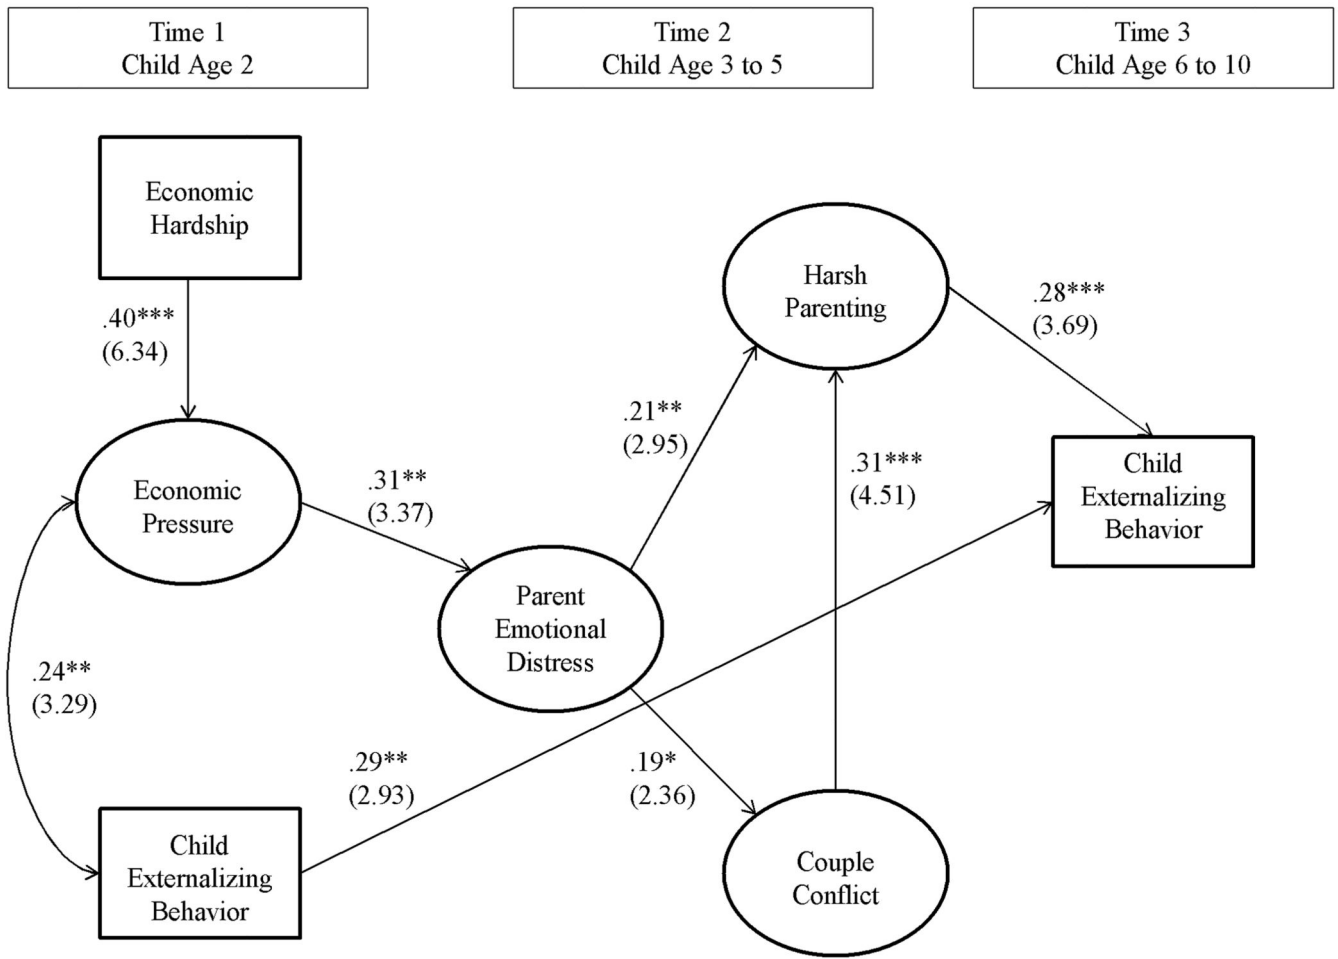 Time 1
Child Age 2
Time 2
Child Age 3 to 5
Time 3
Child Age 6 to 10
Economic
Hardship
.40***
(6.34)
Economic
Pressure
.31**
(3.37)
Parent
Emotional
Distress
.21**
(2.95)
Harsh
Parenting
.28***
(3.69)
.31***
(4.51)
Child
Externalizing
Behavior
.24**
(3.29)
.29**
(2.93)
.19*
(2.36)
Child
Externalizing
Behavior
Couple
Conflict